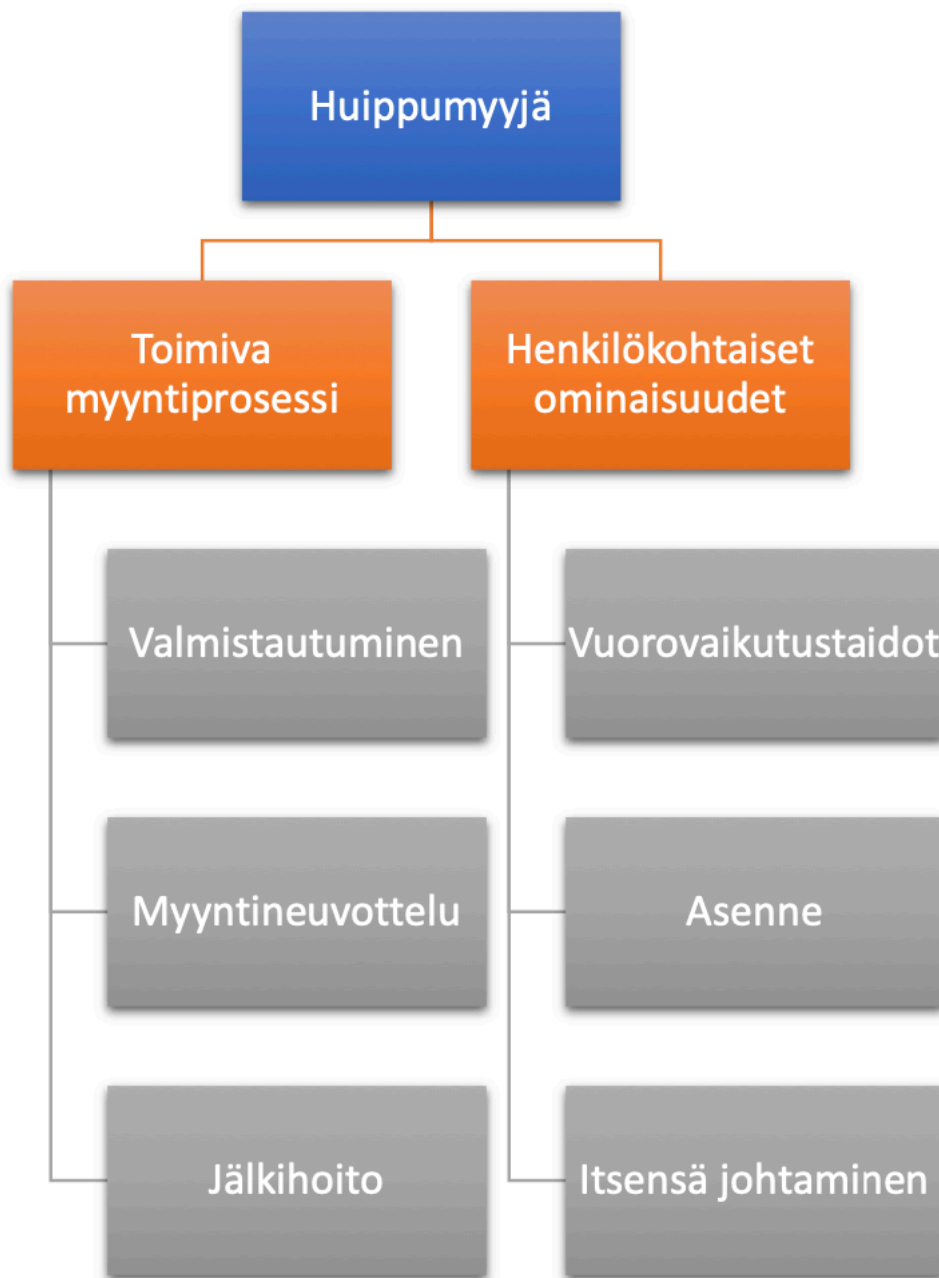 Huippumyyjä
Toimiva
myyntiprosessi
Henkilökohtaiset
ominaisuudet
Valmistautuminen
Vuorovaikutustaidot
Myyntineuvottelu
Asenne
Jälkihoito
Itsensä johtaminen